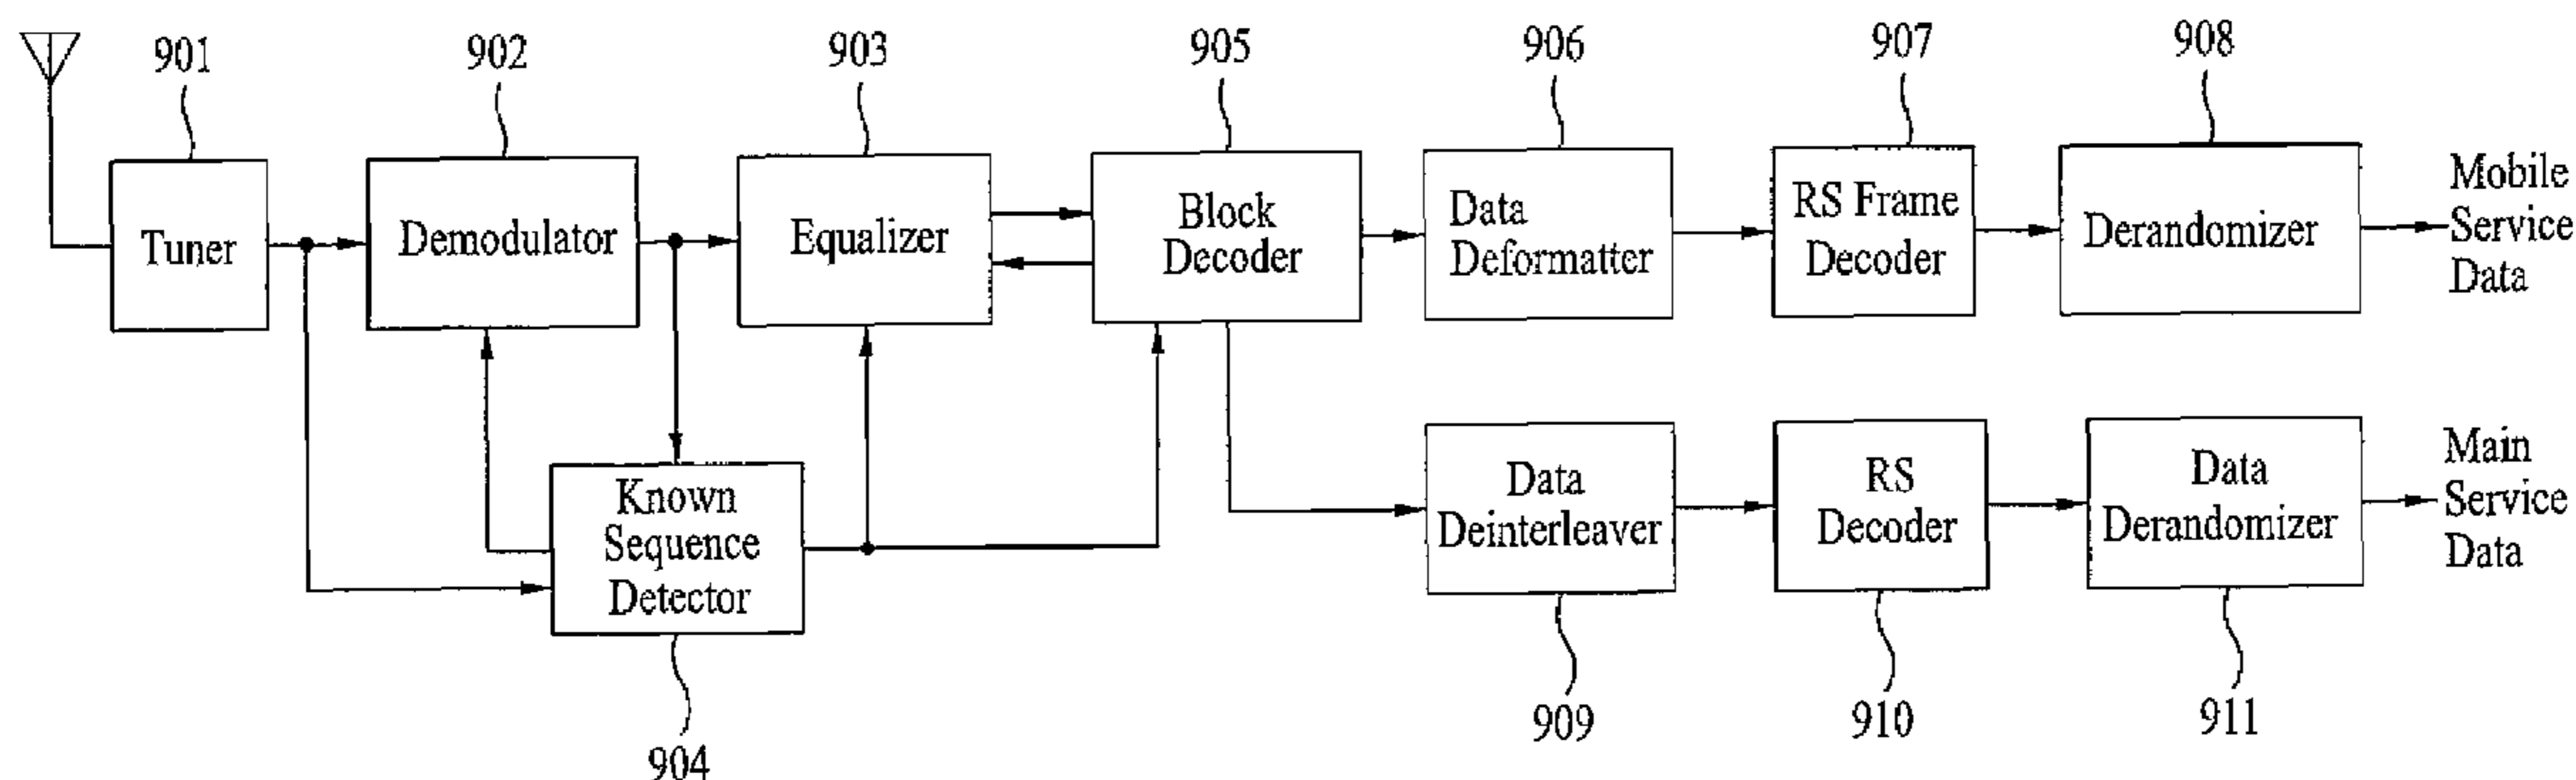 901
902
903
905
906
907
908
Tuner
Demodulator
Equalizer
Block
Decoder
Data
Deformatter
RS Frame
Decoder
Derandomizer
Mobile
Service
Data
Known
Sequence
Detector
Data
Deinterleaver
RS
Decoder
Data
Derandomizer
Main
Service
Data
904
909
910
911